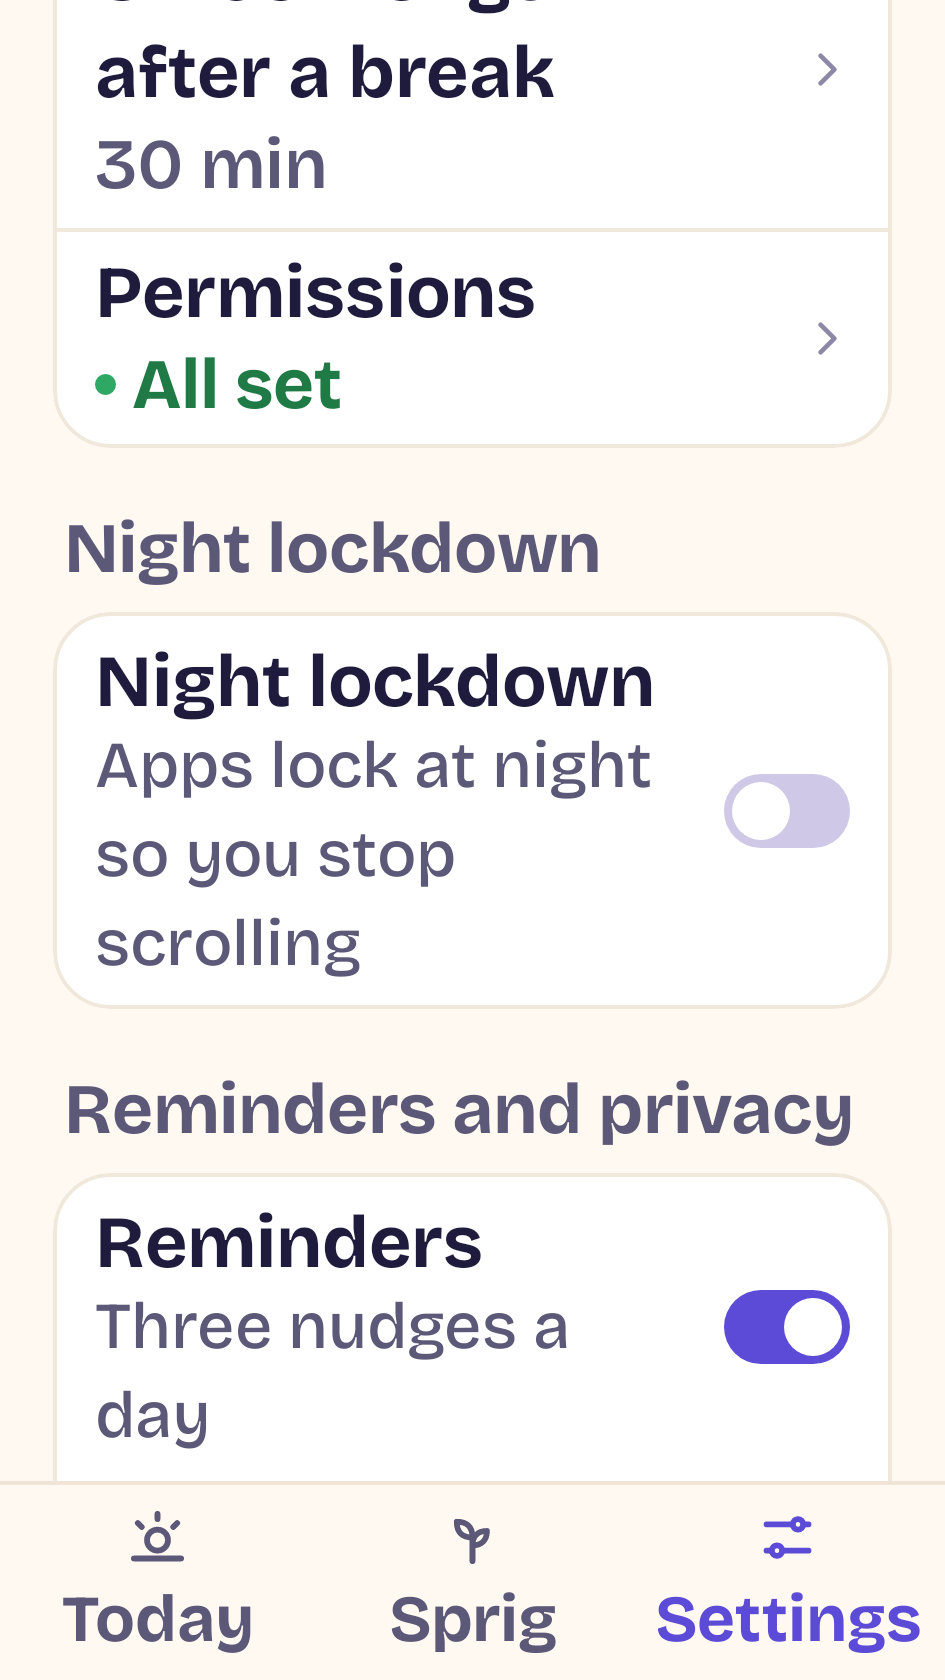 after a break
30 min
Permissions
All set
Night lockdown
Night lockdown
Apps lock at night
so you stop
scrolling
Reminders and privacy
Reminders
Three nudges a
day
Today
Sprig
Settings